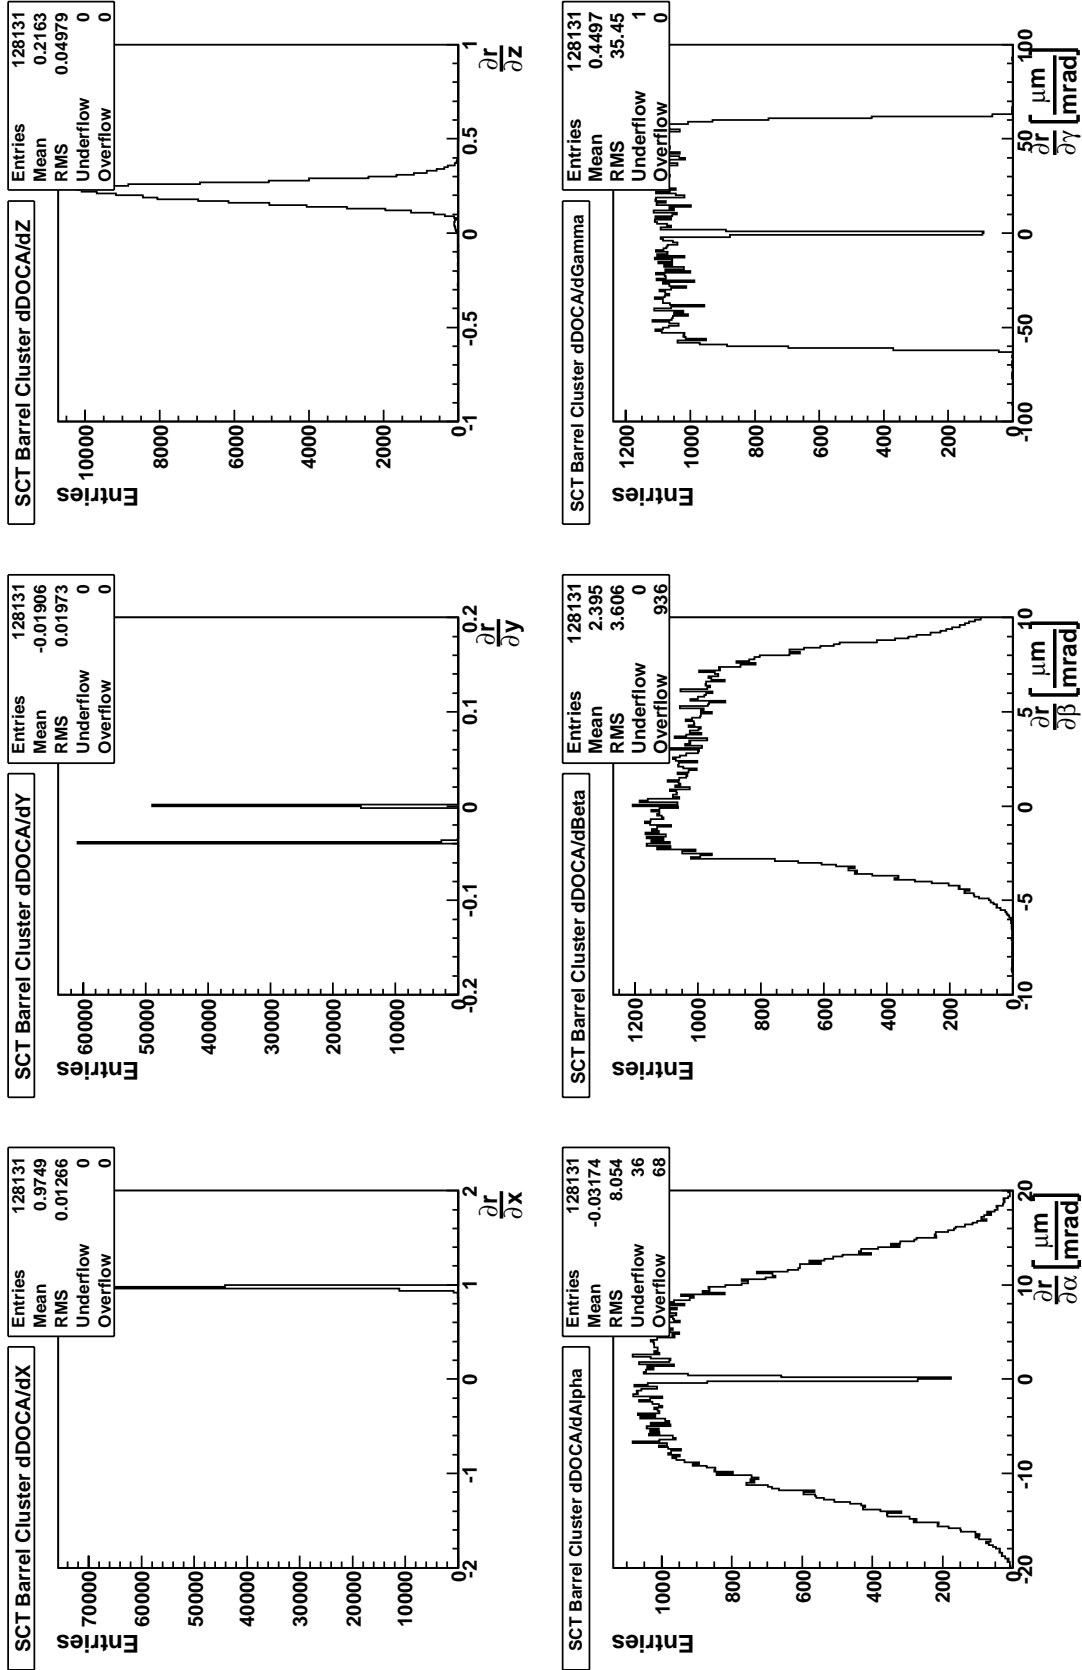 SCT Barrel Cluster dDOCA/dX
Entries 128131
Mean 0.9749
RMS 0.01266
Underflow 0
Overflow 0
Entries
70000
60000
50000
40000
30000
20000
10000
0
-2 -1 0 1 2
∂r
∂x
SCT Barrel Cluster dDOCA/dY
Entries 128131
Mean -0.01906
RMS 0.01973
Underflow 0
Overflow 0
Entries
60000
50000
40000
30000
20000
10000
0
-0.2 -0.1 0 0.1 0.2
∂r
∂y
SCT Barrel Cluster dDOCA/dZ
Entries 128131
Mean 0.2163
RMS 0.04979
Underflow 0
Overflow 0
Entries
10000
8000
6000
4000
2000
0
-1 -0.5 0 0.5 1
∂r
∂z
SCT Barrel Cluster dDOCA/dAlpha
Entries 128131
Mean -0.03174
RMS 8.054
Underflow 36
Overflow 68
Entries
1000
800
600
400
200
0
-20 -10 0 10 20
∂r [μm]
∂α [mrad]
SCT Barrel Cluster dDOCA/dBeta
Entries 128131
Mean 2.395
RMS 3.606
Underflow 0
Overflow 936
Entries
1200
1000
800
600
400
200
0
-10 -5 0 5 10
∂r [μm]
∂β [mrad]
SCT Barrel Cluster dDOCA/dGamma
Entries 128131
Mean 0.4497
RMS 35.45
Underflow 1
Overflow 0
Entries
1200
1000
800
600
400
200
0
-100 -50 0 50 100
∂r [μm]
∂γ [mrad]